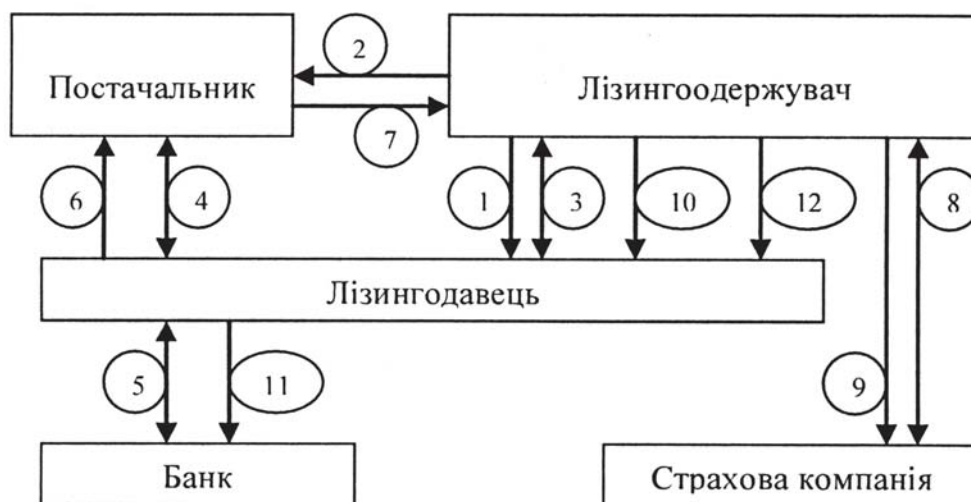 2
Постачальник
Лізингоодержувач
7
6
4
1
3
10
12
8
Лізингодавець
5
11
9
Банк
Страхова компанія